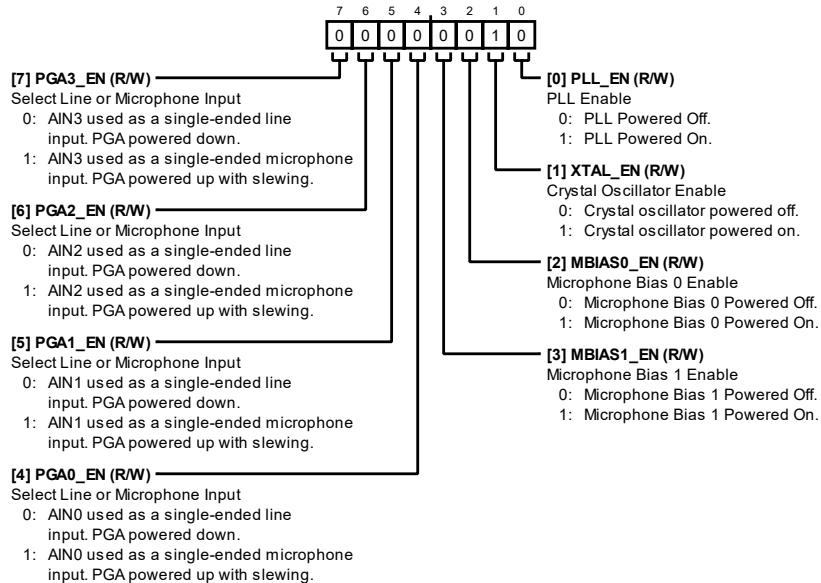 7 6 5 4 3 2 1 0
0 0 0 0 0 0 1 0
[7] PGA3_EN (R/W)
Select Line or Microphone Input
0: AIN3 used as a single-ended line
input. PGA powered down.
1: AIN3 used as a single-ended microphone
input. PGA powered up with slewing.
[6] PGA2_EN (R/W)
Select Line or Microphone Input
0: AIN2 used as a single-ended line
input. PGA powered down.
1: AIN2 used as a single-ended microphone
input. PGA powered up with slewing.
[5] PGA1_EN (R/W)
Select Line or Microphone Input
0: AIN1 used as a single-ended line
input. PGA powered down.
1: AIN1 used as a single-ended microphone
input. PGA powered up with slewing.
[4] PGA0_EN (R/W)
Select Line or Microphone Input
0: AIN0 used as a single-ended line
input. PGA powered down.
1: AIN0 used as a single-ended microphone
input. PGA powered up with slewing.
[0] PLL_EN (R/W)
PLL Enable
0: PLL Powered Off.
1: PLL Powered On.
[1] XTAL_EN (R/W)
Crystal Oscillator Enable
0: Crystal oscillator powered off.
1: Crystal oscillator powered on.
[2] MBIAS0_EN (R/W)
Microphone Bias 0 Enable
0: Microphone Bias 0 Powered Off.
1: Microphone Bias 0 Powered On.
[3] MBIAS1_EN (R/W)
Microphone Bias 1 Enable
0: Microphone Bias 1 Powered Off.
1: Microphone Bias 1 Powered On.